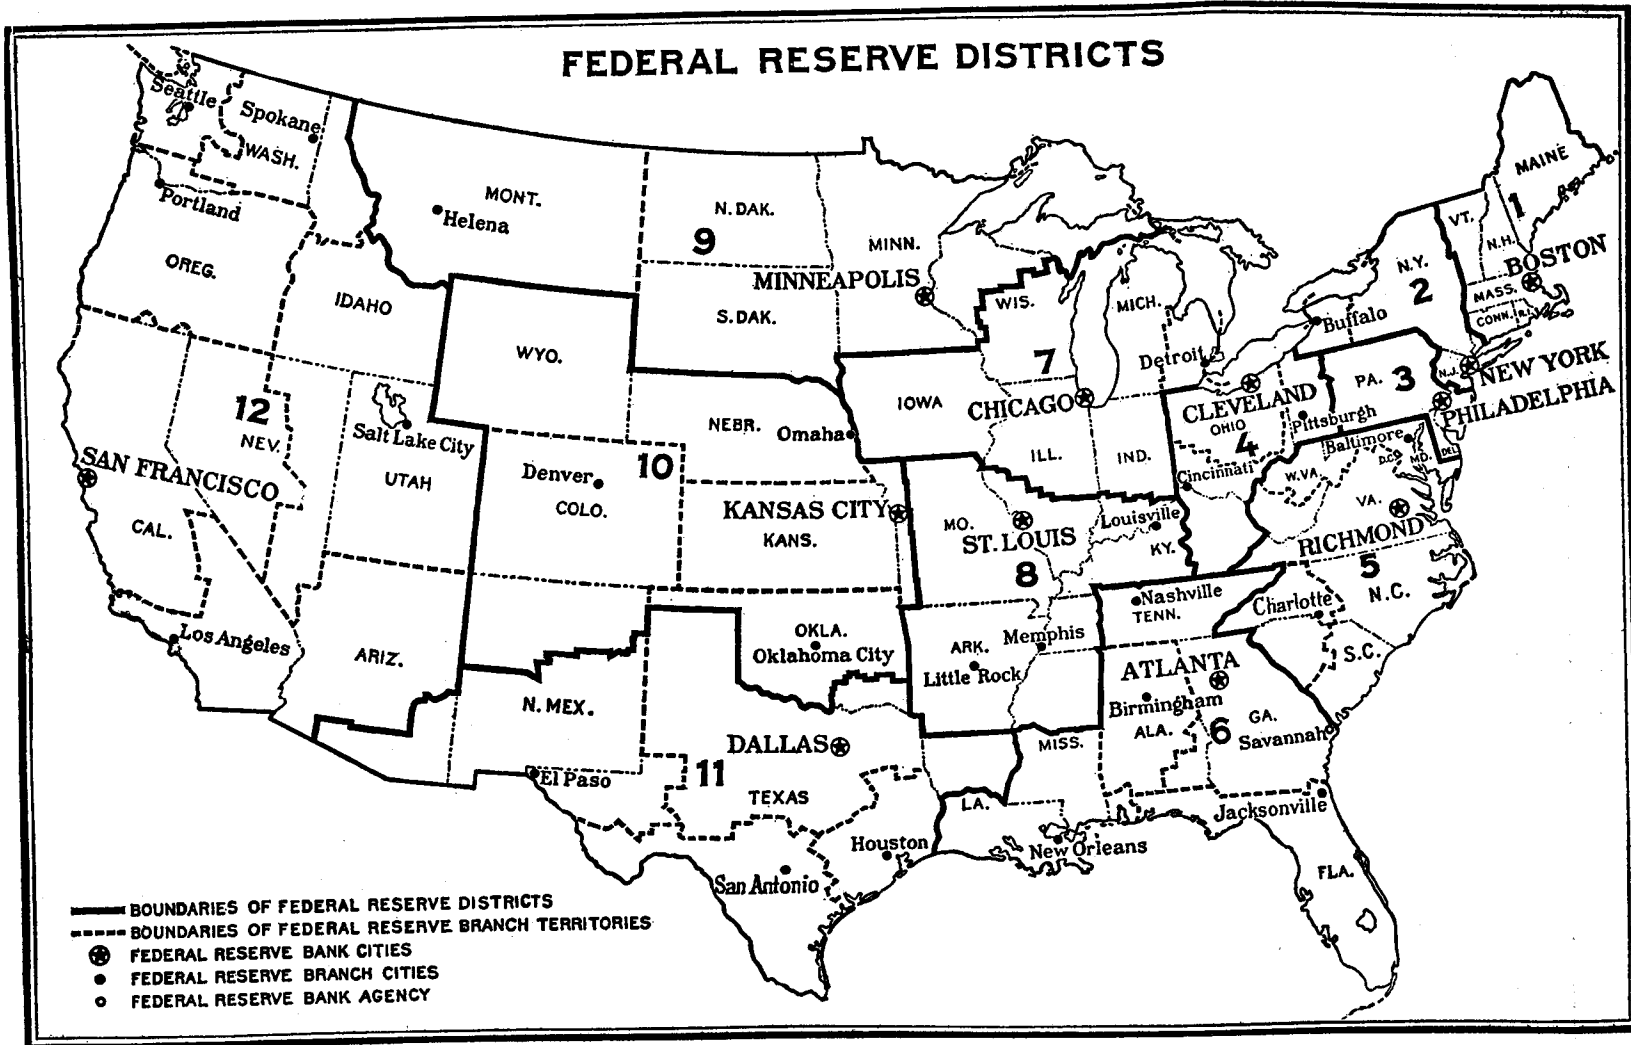 FEDERAL RESERVE DISTRICTS
Seattle
Spokane
WASH.
Portland
OREG.
IDAHO
MONT.
Helena
N. DAK.
9
S. DAK.
MINN.
MINNEAPOLIS
WIS.
MICH.
7
Detroit
CHICAGO
IOWA
ILL.
IND.
MAINE
1
VT.
N.H.
BOSTON
MASS.
CONN.
R.I.
N.Y.
2
Buffalo
NEW YORK
N.J.
PA.
3
PHILADELPHIA
CLEVELAND
OHIO
4
Pittsburgh
Cincinnati
Baltimore
D.C.
MD.
DEL.
W.VA.
VA.
RICHMOND
5
N.C.
Charlotte
S.C.
WYO.
NEBR.
Omaha
10
Denver
COLO.
KANSAS CITY
KANS.
MO.
ST. LOUIS
8
Louisville
KY.
12
NEV.
Salt Lake City
UTAH
SAN FRANCISCO
CAL.
Los Angeles
ARIZ.
N. MEX.
OKLA.
Oklahoma City
ARK.
Little Rock
Memphis
Nashville
TENN.
ATLANTA
Birmingham
ALA.
6
GA.
Savannah
MISS.
DALLAS
11
El Paso
TEXAS
LA.
Houston
San Antonio
New Orleans
Jacksonville
FLA.
BOUNDARIES OF FEDERAL RESERVE DISTRICTS
BOUNDARIES OF FEDERAL RESERVE BRANCH TERRITORIES
FEDERAL RESERVE BANK CITIES
FEDERAL RESERVE BRANCH CITIES
FEDERAL RESERVE BANK AGENCY